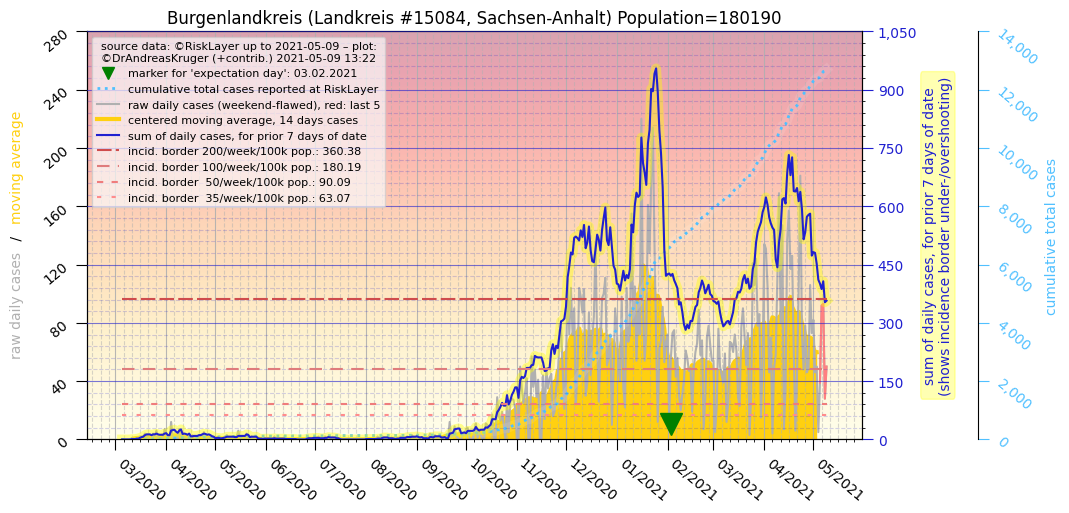 Burgenlandkreis (Landkreis #15084, Sachsen-Anhalt) Population=180190
source data: ©RiskLayer up to 2021-05-09 – plot:
©DrAndreasKruger (+contrib.) 2021-05-09 13:22
marker for 'expectation day': 03.02.2021
cumulative total cases reported at RiskLayer
raw daily cases (weekend-flawed), red: last 5
centered moving average, 14 days cases
sum of daily cases, for prior 7 days of date
incid. border 200/week/100k pop.: 360.38
incid. border 100/week/100k pop.: 180.19
incid. border  50/week/100k pop.: 90.09
incid. border  35/week/100k pop.: 63.07
raw daily cases   /   moving average
280
240
200
160
120
80
40
0
03/2020
04/2020
05/2020
06/2020
07/2020
08/2020
09/2020
10/2020
11/2020
12/2020
01/2021
02/2021
03/2021
04/2021
05/2021
1,050
900
750
600
450
300
150
0
sum of daily cases, for prior 7 days of date
(shows incidence border under-/overshooting)
14,000
12,000
10,000
8,000
6,000
4,000
2,000
0
cumulative total cases